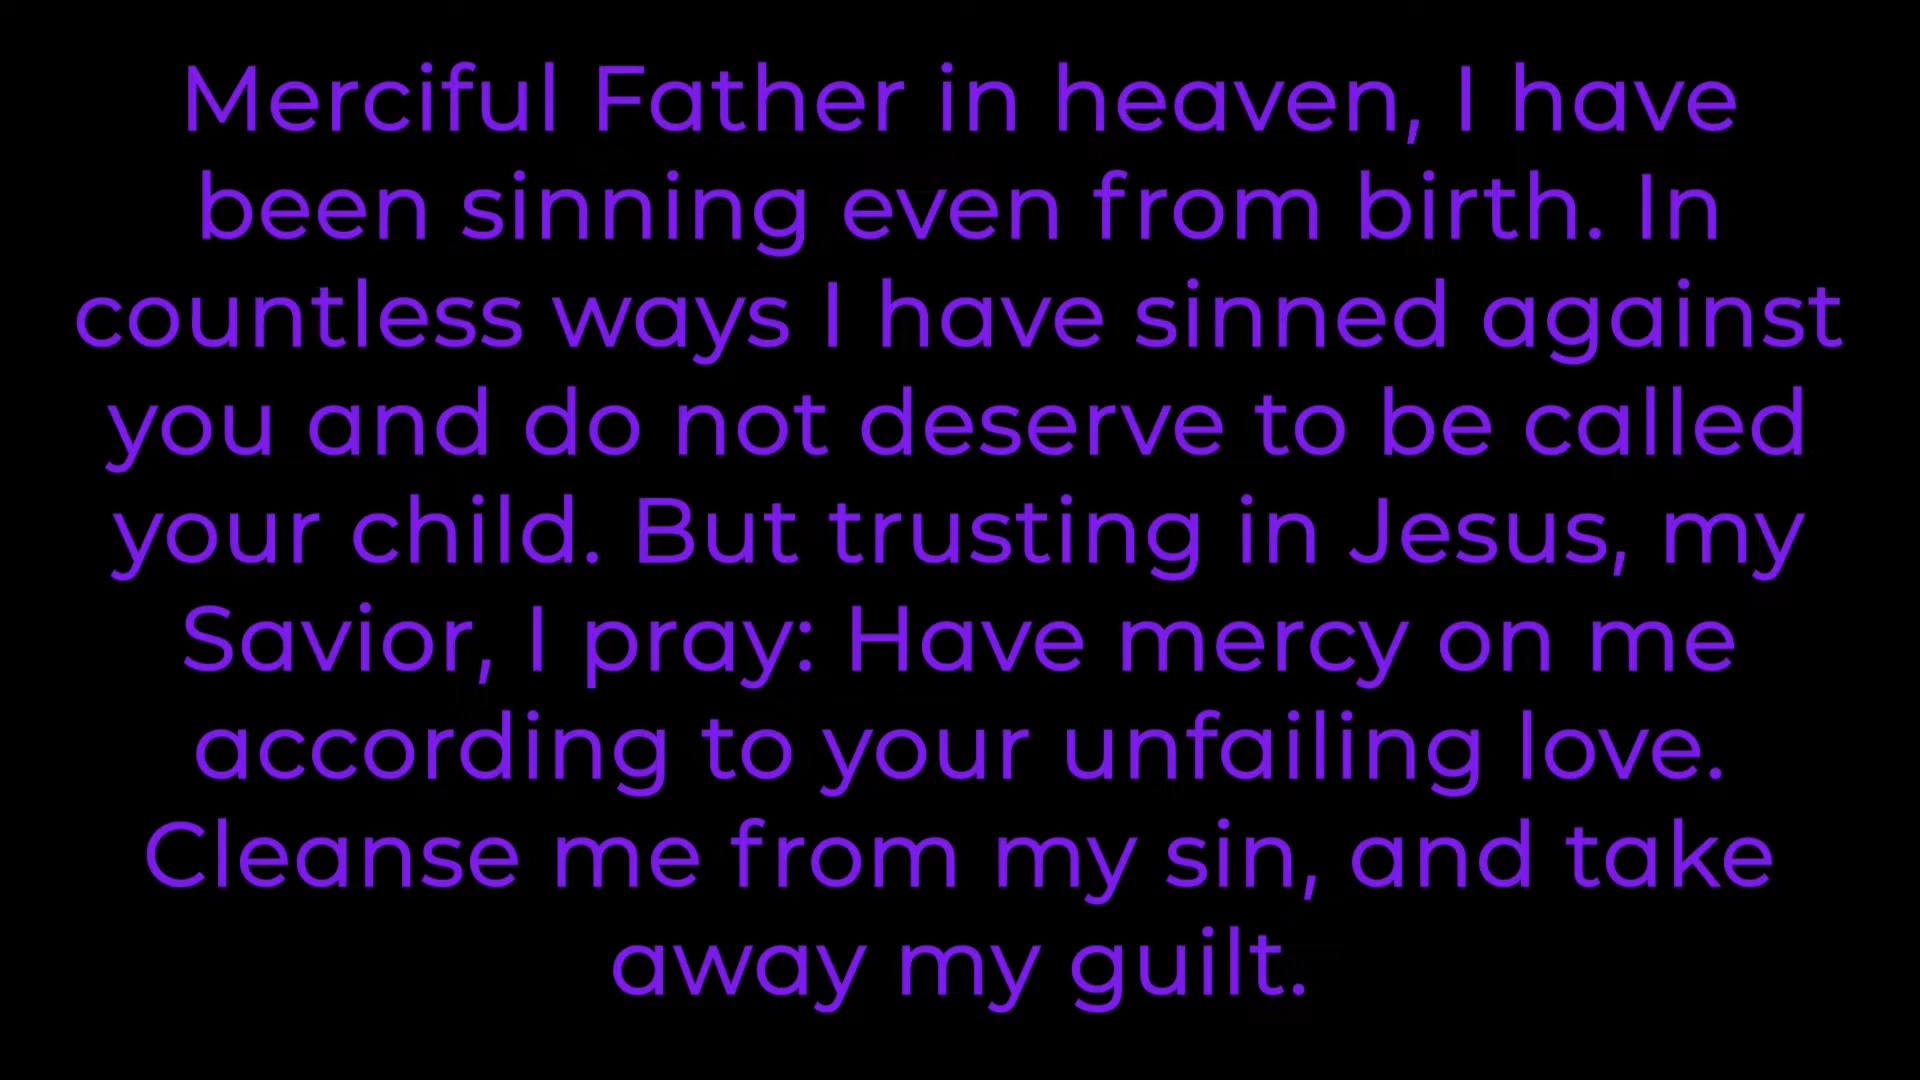 Merciful Father in heaven, I have
been sinning even from birth. In
countless ways I have sinned against
you and do not deserve to be called
your child. But trusting in Jesus, my
Savior, I pray: Have mercy on me
according to your unfailing love.
Cleanse me from my sin, and take
away my guilt.